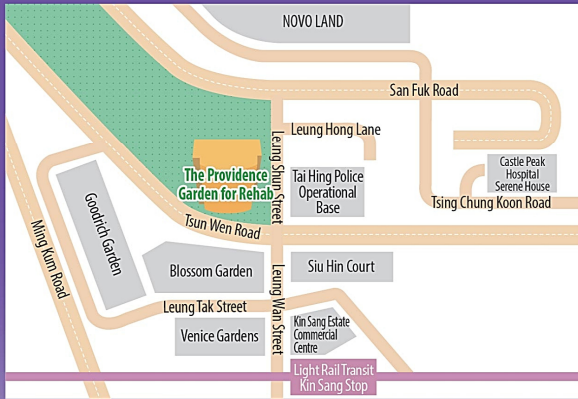 NOVO LAND
San Fuk Road
Leung Hong Lane
Leung Shun Street
The Providence
Garden for Rehab
Tai Hing Police
Operational
Base
Castle Peak
Hospital
Serene House
Tsing Chung Koon Road
Goodrich Garden
Tsun Wen Road
Ming Kum Road
Blossom Garden
Leung Wan Street
Siu Hin Court
Leung Tak Street
Venice Gardens
Kin Sang Estate
Commercial
Centre
Light Rail Transit
Kin Sang Stop